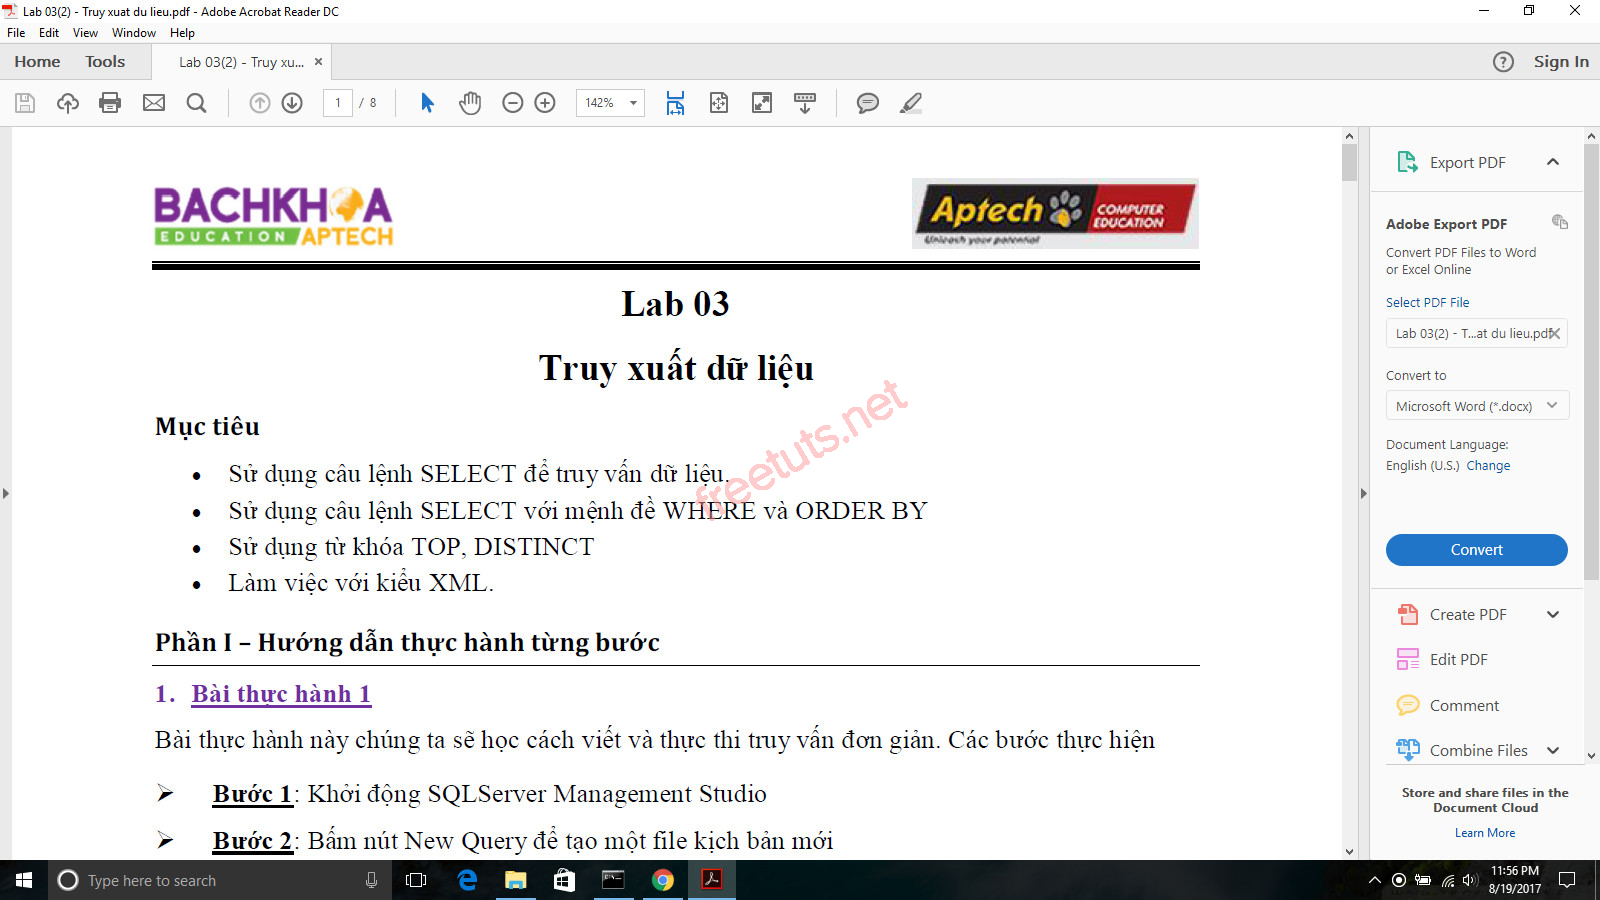 Lab 03(2) - Truy xuat du lieu.pdf - Adobe Acrobat Reader DC
File Edit View Window Help
Home Tools Lab 03(2) - Truy xu... × Sign In
1 / 8 142%
BACHKHOA
EDUCATION APTECH
Aptech COMPUTER EDUCATION
Unleash your potential
Lab 03
Truy xuất dữ liệu
freetuts.net
Mục tiêu
• Sử dụng câu lệnh SELECT để truy vấn dữ liệu.
• Sử dụng câu lệnh SELECT với mệnh đề WHERE và ORDER BY
• Sử dụng từ khóa TOP, DISTINCT
• Làm việc với kiểu XML.
Phần I – Hướng dẫn thực hành từng bước
1. Bài thực hành 1
Bài thực hành này chúng ta sẽ học cách viết và thực thi truy vấn đơn giản. Các bước thực hiện
➢ Bước 1: Khởi động SQLServer Management Studio
➢ Bước 2: Bấm nút New Query để tạo một file kịch bản mới
Export PDF
Adobe Export PDF
Convert PDF Files to Word
or Excel Online
Select PDF File
Lab 03(2) - T...at du lieu.pdf
Convert to
Microsoft Word (*.docx)
Document Language:
English (U.S.) Change
Convert
Create PDF
Edit PDF
Comment
Combine Files
Store and share files in the
Document Cloud
Learn More
Type here to search
11:56 PM
8/19/2017